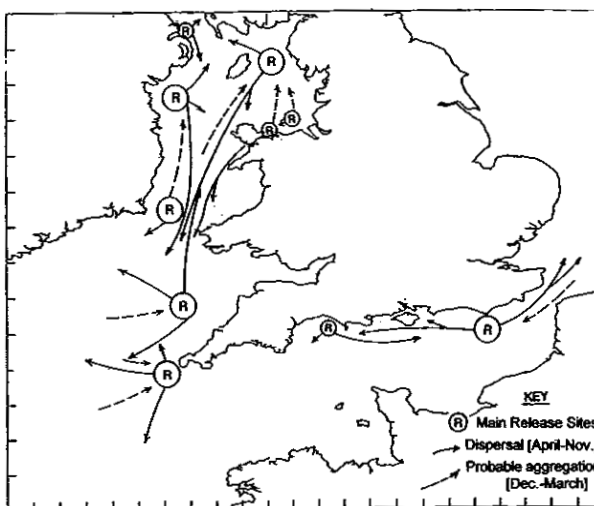 R
R
R
R
R
R
R
R
R
R
KEY
R Main Release Sites
Dispersal [April-Nov.
Probable aggregation
[Dec.-March]